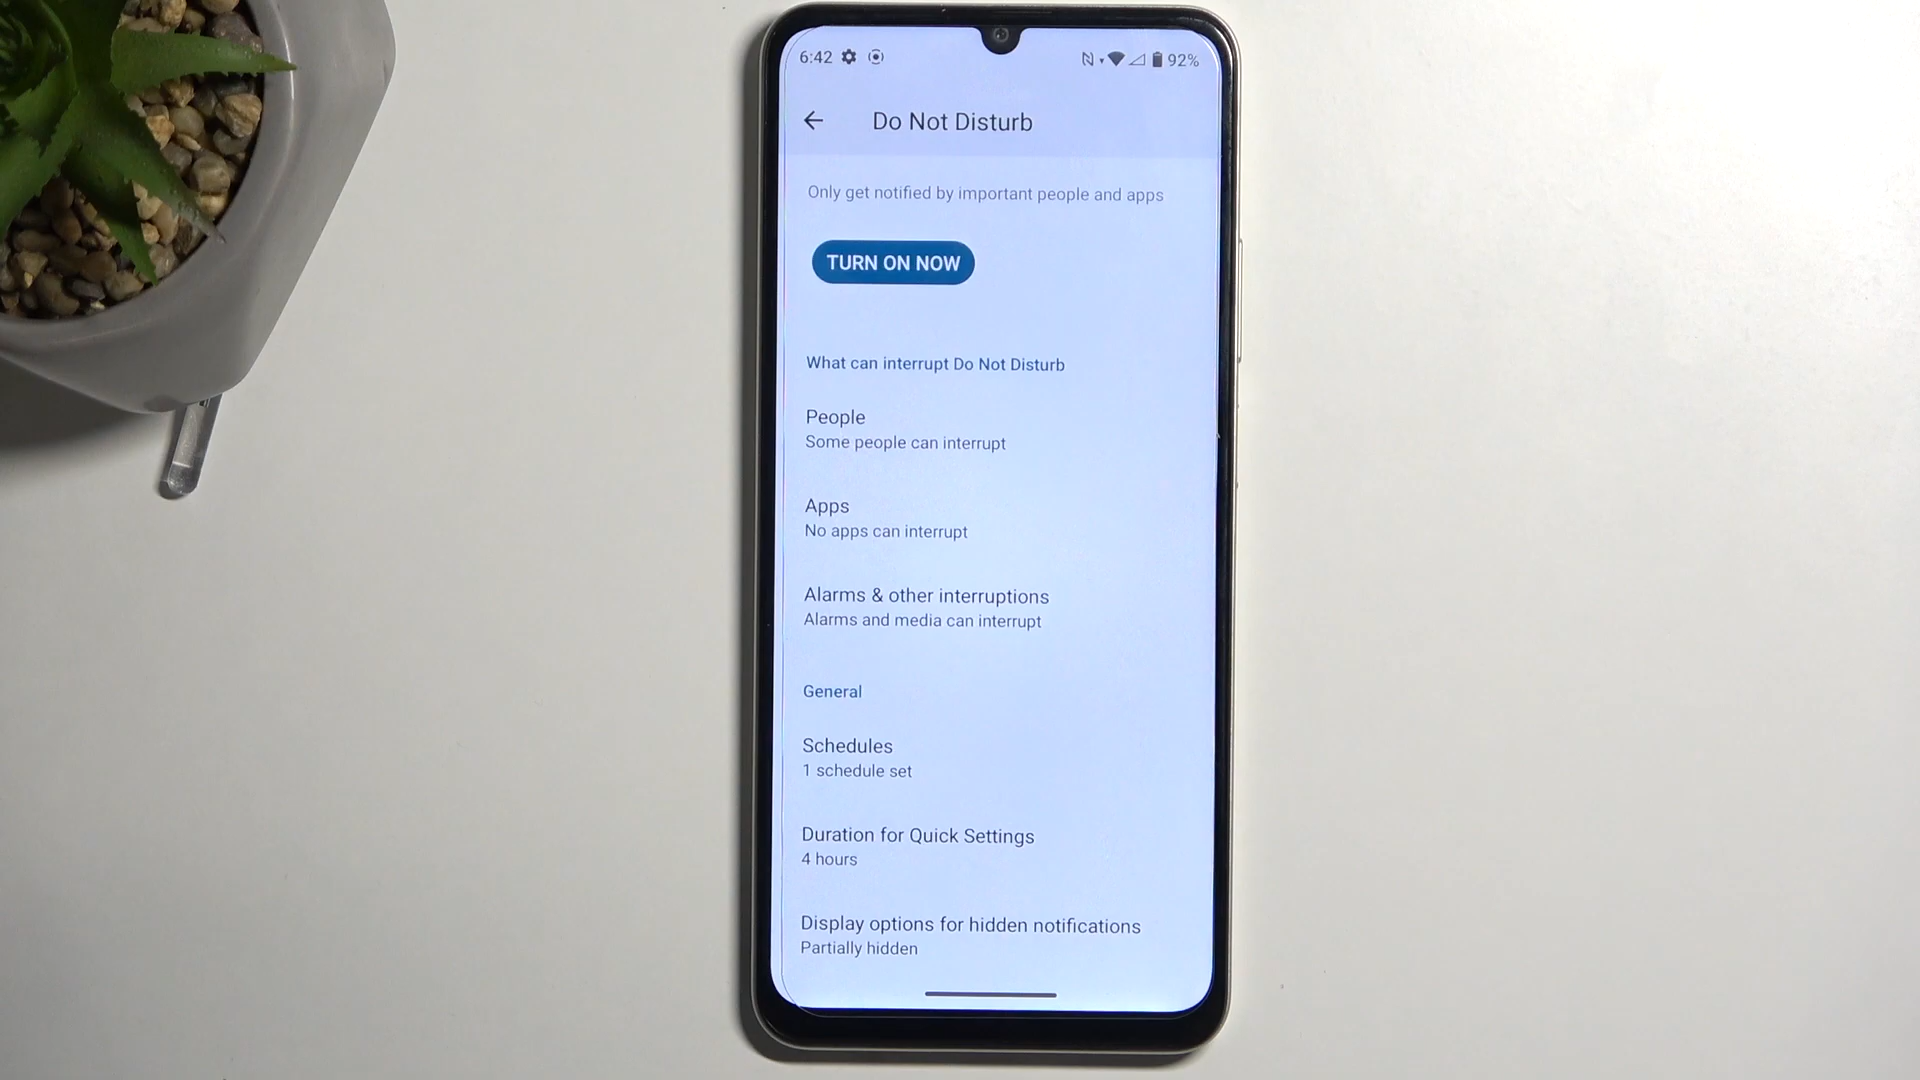 6:42 92%
Do Not Disturb
Only get notified by important people and apps
TURN ON NOW
What can interrupt Do Not Disturb
People
Some people can interrupt
Apps
No apps can interrupt
Alarms & other interruptions
Alarms and media can interrupt
General
Schedules
1 schedule set
Duration for Quick Settings
4 hours
Display options for hidden notifications
Partially hidden